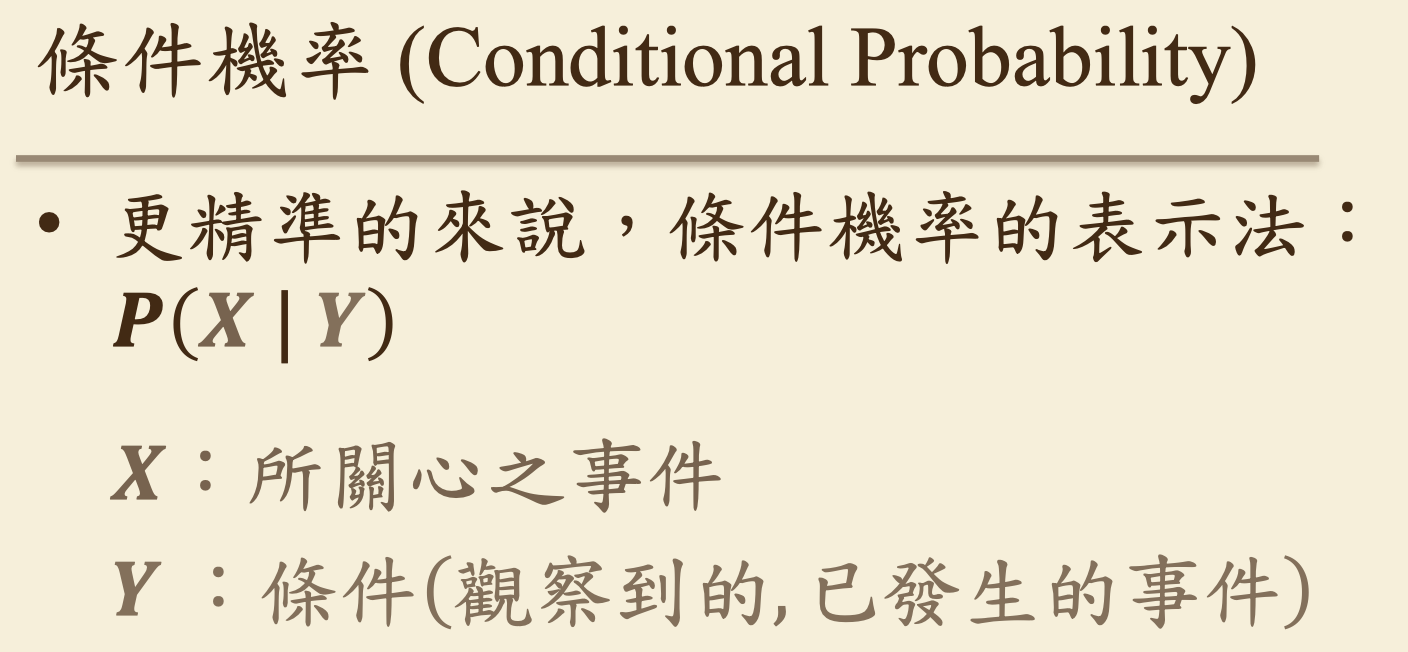 條件機率 (Conditional Probability)
• 更精準的來說，條件機率的表示法：
P(X | Y)
X：所關心之事件
Y：條件(觀察到的, 已發生的事件)